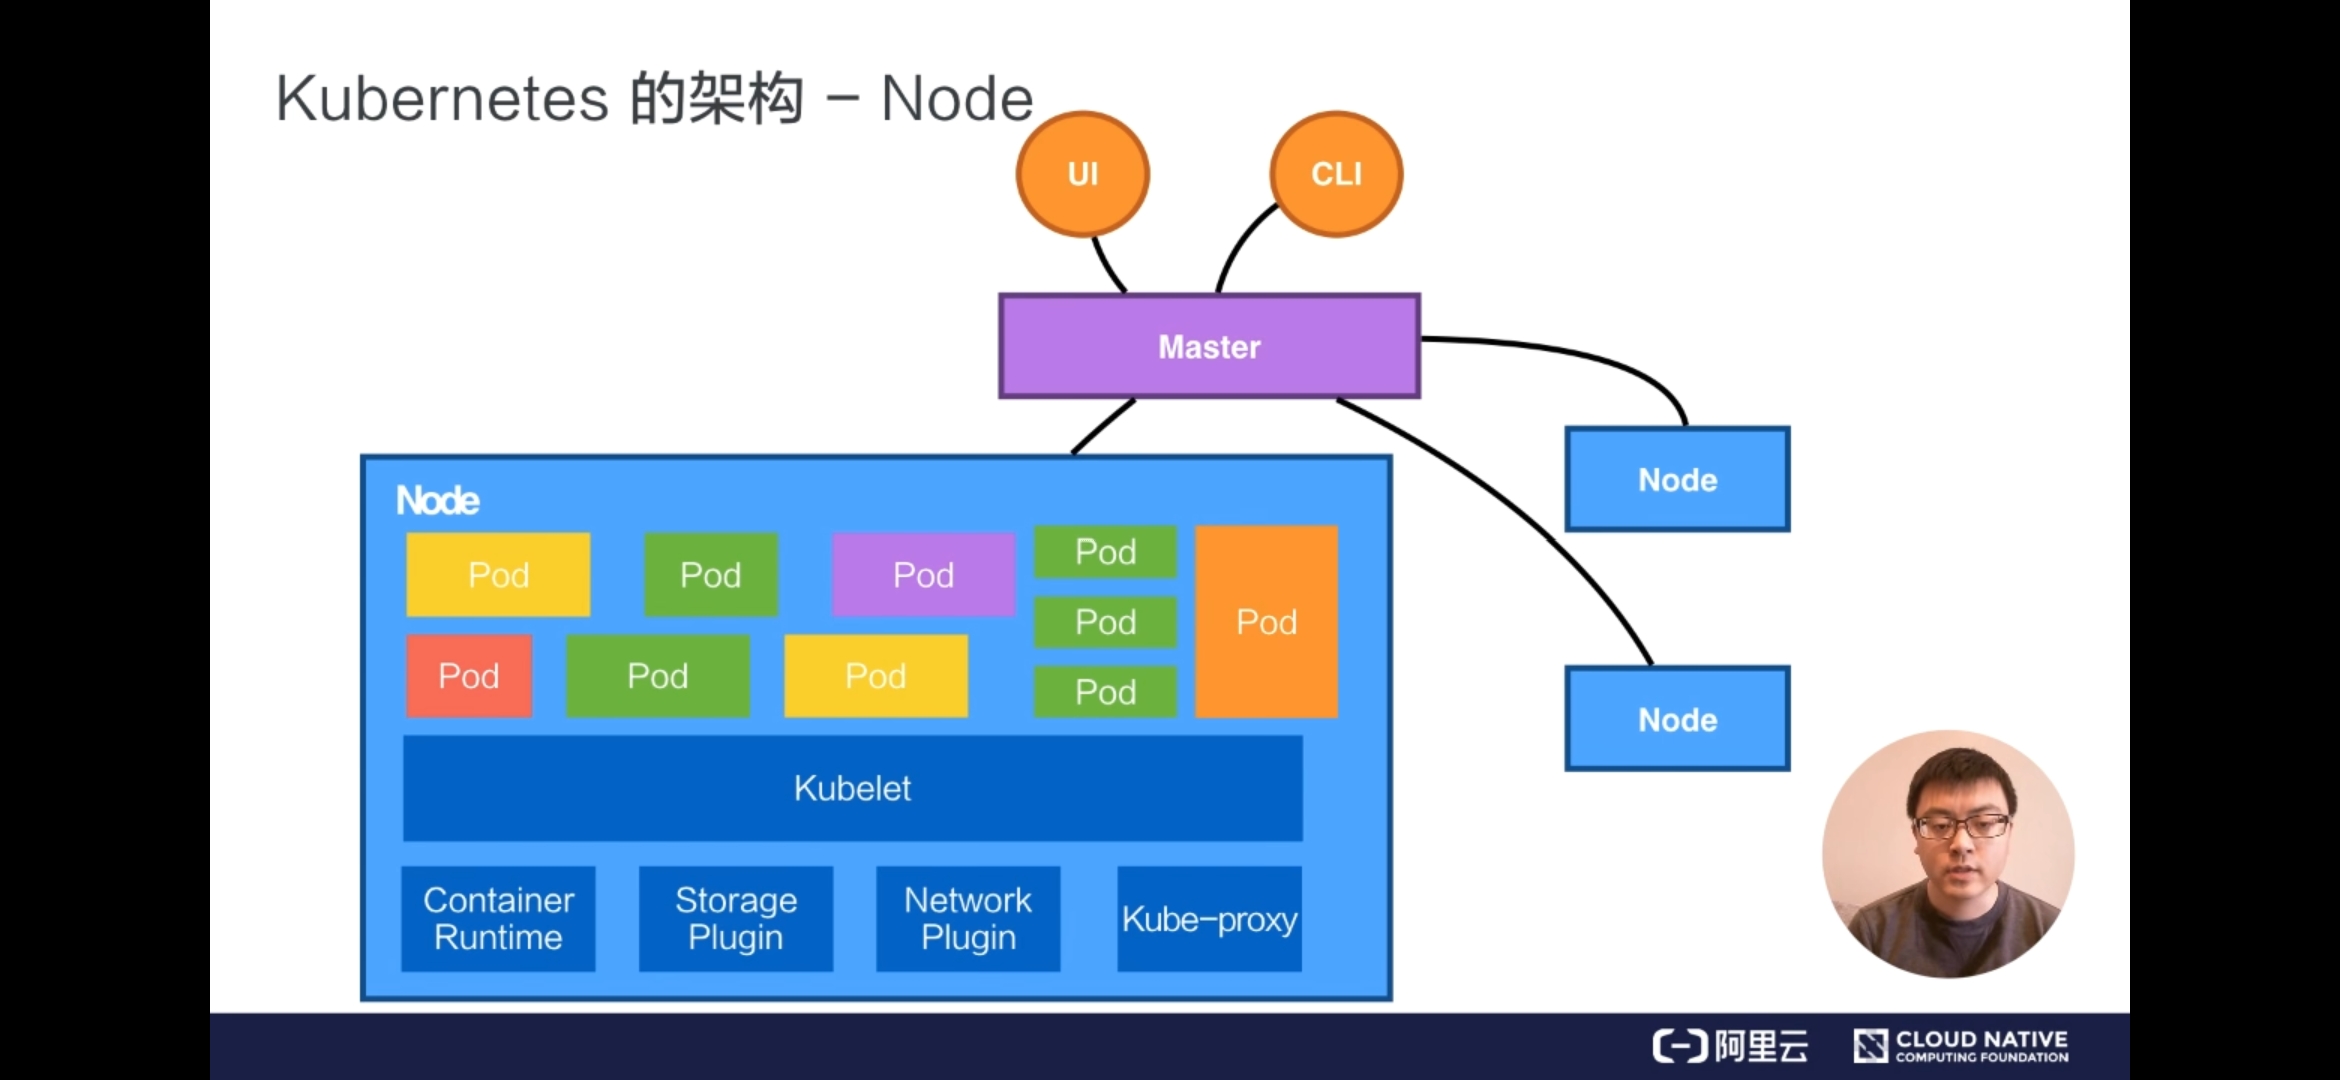 Kubernetes 的架构 – Node
UI
CLI
Master
Node
Node
Node
Pod
Pod
Pod
Pod
Pod
Pod
Pod
Pod
Pod
Pod
Kubelet
Container
Runtime
Storage
Plugin
Network
Plugin
Kube-proxy
阿里云
CLOUD NATIVE
COMPUTING FOUNDATION